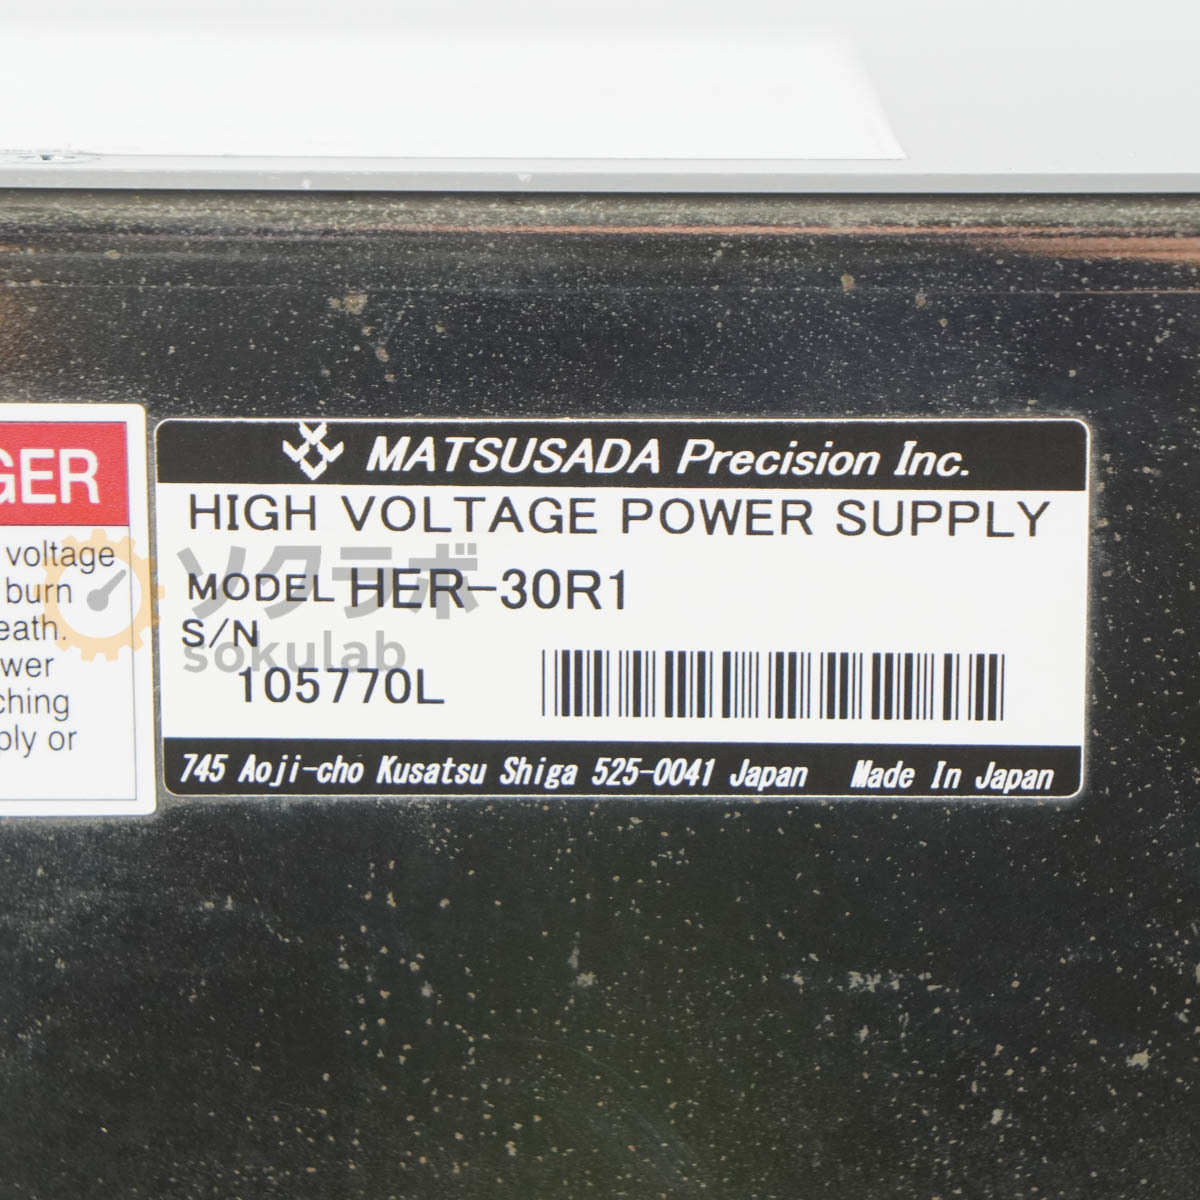 GER
voltage
burn
eath.
wer
ching
ply or
MATSUSADA Precision Inc.
HIGH VOLTAGE POWER SUPPLY
MODEL HER-30R1
S/N
105770L
745 Aoji-cho Kusatsu Shiga 525-0041 Japan Made In Japan
ソクラボ
sokulab